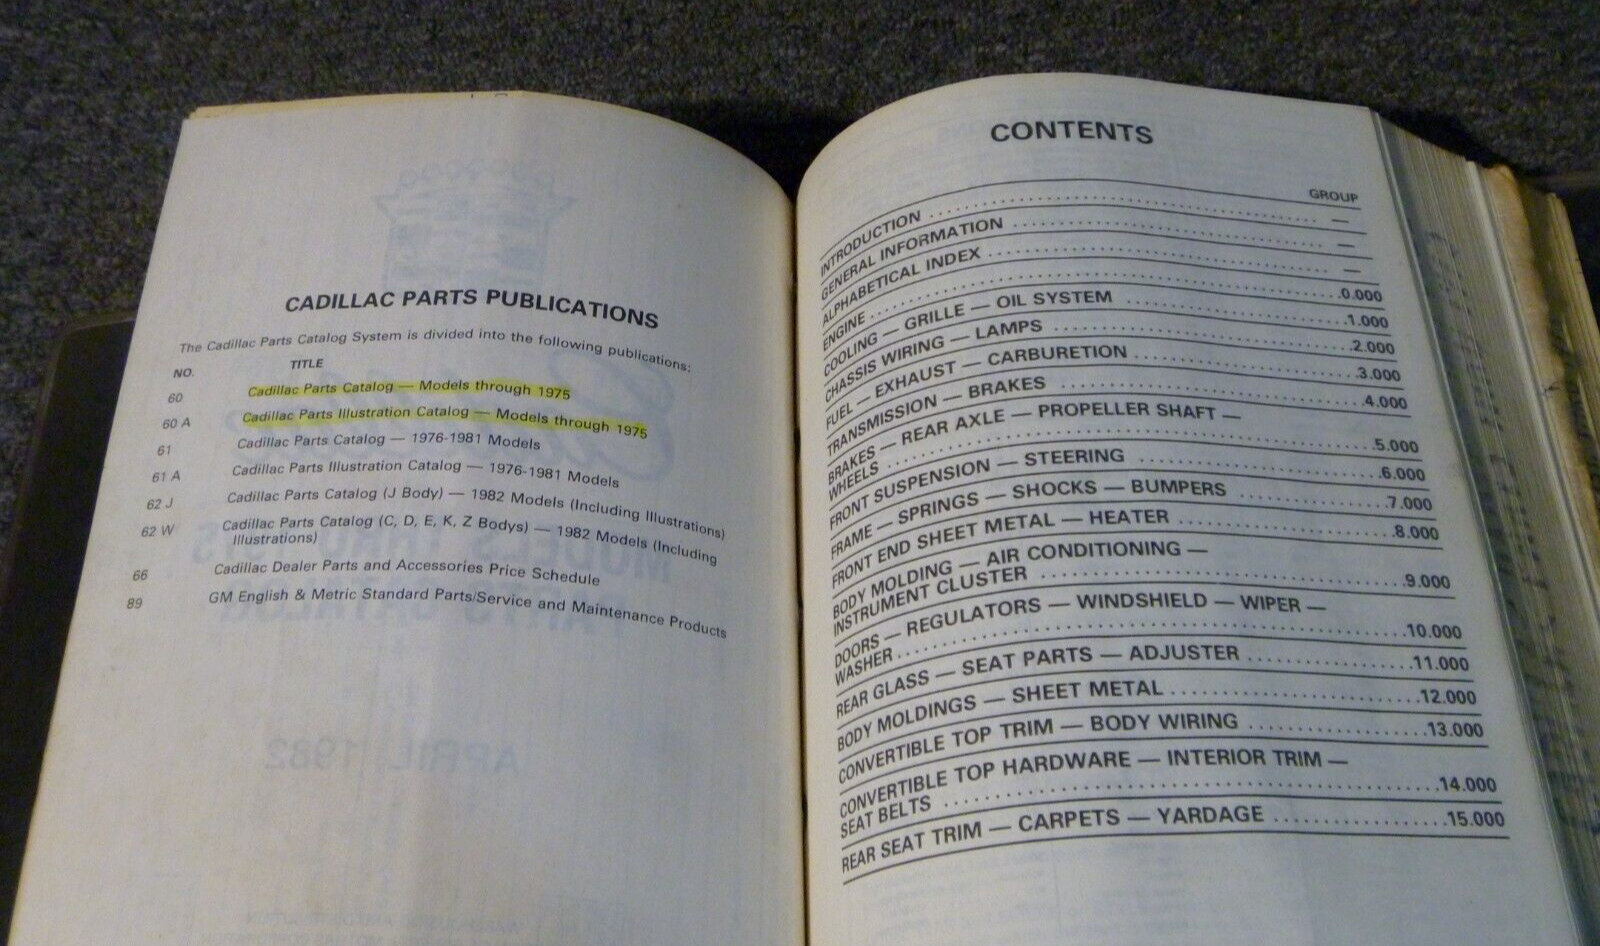 CADILLAC PARTS PUBLICATIONS
The Cadillac Parts Catalog System is divided into the following publications:
NO. TITLE
60 Cadillac Parts Catalog — Models through 1975
60 A Cadillac Parts Illustration Catalog — Models through 1975
61 Cadillac Parts Catalog — 1976-1981 Models
61 A Cadillac Parts Illustration Catalog — 1976-1981 Models
62 J Cadillac Parts Catalog (J Body) — 1982 Models (Including Illustrations)
62 W Cadillac Parts Catalog (C, D, E, K, Z Bodys) — 1982 Models (Including
Illustrations)
66 Cadillac Dealer Parts and Accessories Price Schedule
89 GM English & Metric Standard Parts/Service and Maintenance Products
MODELS THRU 1975
PARTS CATALOG
APRIL 1982
CONTENTS
GROUP
INTRODUCTION —
GENERAL INFORMATION —
ALPHABETICAL INDEX —
ENGINE 0.000
COOLING — GRILLE — OIL SYSTEM 1.000
CHASSIS WIRING — LAMPS 2.000
FUEL — EXHAUST — CARBURETION 3.000
TRANSMISSION — BRAKES 4.000
BRAKES — REAR AXLE — PROPELLER SHAFT —
WHEELS 5.000
FRONT SUSPENSION — STEERING 6.000
FRAME — SPRINGS — SHOCKS — BUMPERS 7.000
FRONT END SHEET METAL — HEATER 8.000
BODY MOLDING — AIR CONDITIONING —
INSTRUMENT CLUSTER 9.000
DOORS — REGULATORS — WINDSHIELD — WIPER —
WASHER 10.000
REAR GLASS — SEAT PARTS — ADJUSTER 11.000
BODY MOLDINGS — SHEET METAL 12.000
CONVERTIBLE TOP TRIM — BODY WIRING 13.000
CONVERTIBLE TOP HARDWARE — INTERIOR TRIM —
SEAT BELTS 14.000
REAR SEAT TRIM — CARPETS — YARDAGE 15.000